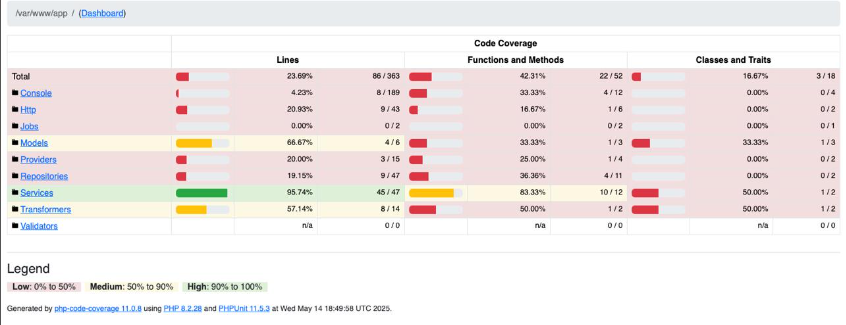 /var/www/app / (Dashboard)
Code Coverage
Lines Functions and Methods Classes and Traits
Total 23.69% 86 / 363 42.31% 22 / 52 16.67% 3 / 18
Console 4.23% 8 / 189 33.33% 4 / 12 0.00% 0 / 4
Http 20.93% 9 / 43 16.67% 1 / 6 0.00% 0 / 2
Jobs 0.00% 0 / 2 0.00% 0 / 2 0.00% 0 / 1
Models 66.67% 4 / 6 33.33% 1 / 3 33.33% 1 / 3
Providers 20.00% 3 / 15 25.00% 1 / 4 0.00% 0 / 2
Repositories 19.15% 9 / 47 36.36% 4 / 11 0.00% 0 / 2
Services 95.74% 45 / 47 83.33% 10 / 12 50.00% 1 / 2
Transformers 57.14% 8 / 14 50.00% 1 / 2 50.00% 1 / 2
Validators n/a 0 / 0 n/a 0 / 0 n/a 0 / 0
Legend
Low: 0% to 50% Medium: 50% to 90% High: 90% to 100%
Generated by php-code-coverage 11.0.8 using PHP 8.2.28 and PHPUnit 11.5.3 at Wed May 14 18:49:58 UTC 2025.